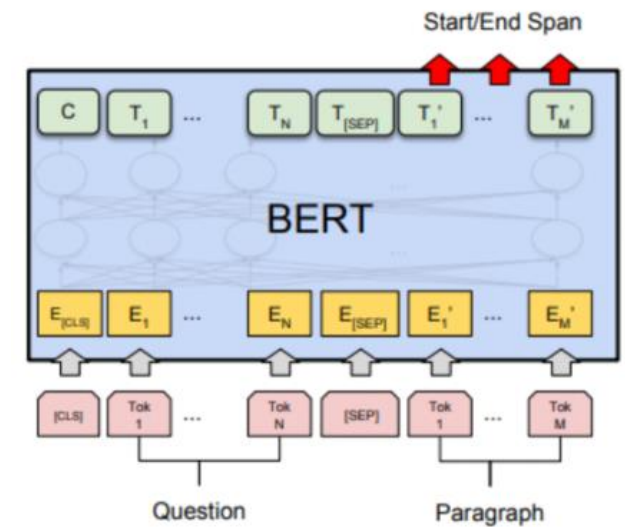 Start/End Span
C T1 ... TN T[SEP] T1' ... TM'
...
BERT
...
E[CLS] E1 ... EN E[SEP] E1' ... EM'
[CLS] Tok 1 ... Tok N [SEP] Tok 1 ... Tok M
Question Paragraph